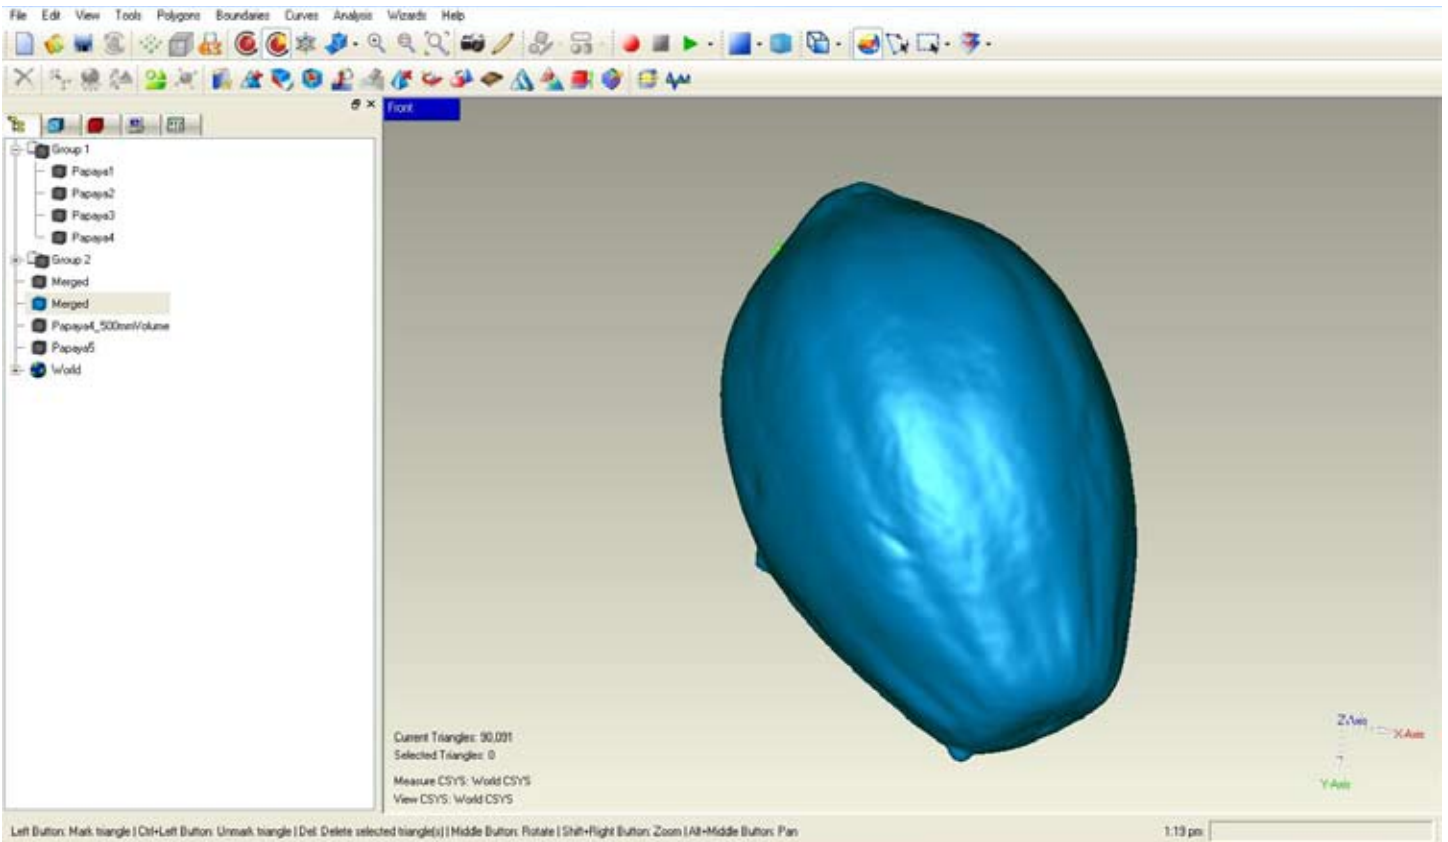 File Edit View Tools Polygons Boundaries Curves Analysis Wizards Help
Front
Group 1
Papaya1
Papaya2
Papaya3
Papaya4
Group 2
Merged
Merged
Papaya4_500mmVolume
Papaya5
World
Current Triangles: 90,091
Selected Triangles: 0
Measure CSYS: World CSYS
View CSYS: World CSYS
Z-Axis
X-Axis
Y-Axis
Left Button: Mark triangle | Ctrl+Left Button: Unmark triangle | Del: Delete selected triangle(s) | Middle Button: Rotate | Shift+Right Button: Zoom | Alt+Middle Button: Pan
1:19 pm